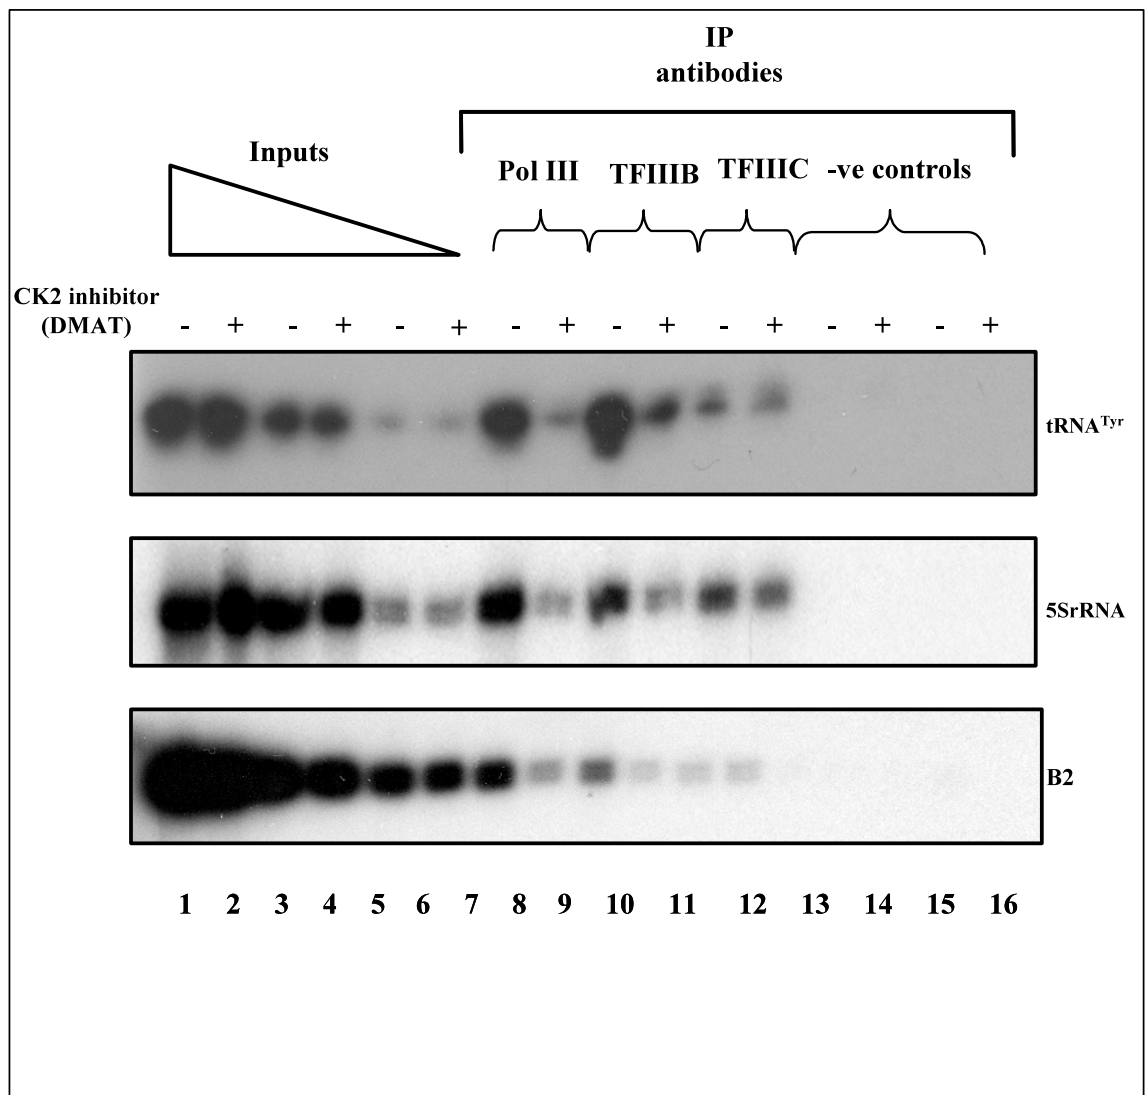 IP
antibodies
Inputs
Pol III TFIIIB TFIIIC -ve controls
CK2 inhibitor
(DMAT) - + - + - + - + - + - + - + - +
tRNATyr
5SrRNA
B2
1 2 3 4 5 6 7 8 9 10 11 12 13 14 15 16